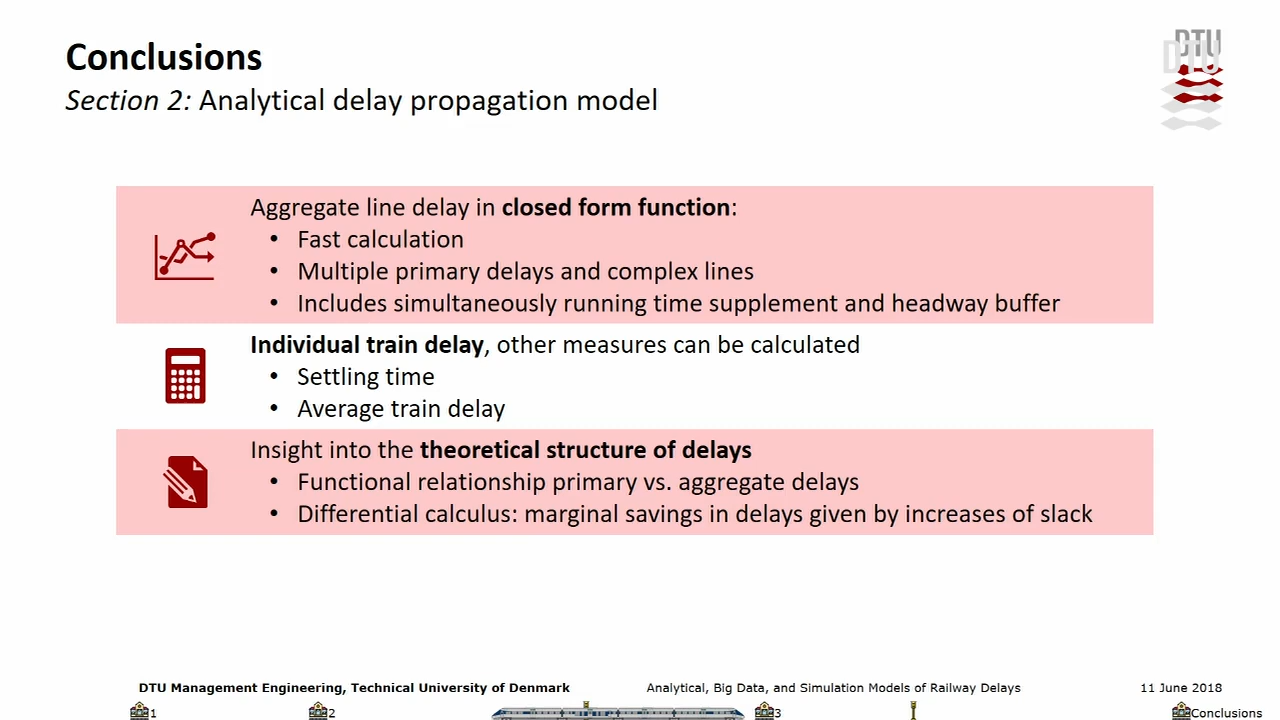 Conclusions
Section 2: Analytical delay propagation model
DTU
DTU
Aggregate line delay in closed form function:
• Fast calculation
• Multiple primary delays and complex lines
• Includes simultaneously running time supplement and headway buffer
Individual train delay, other measures can be calculated
• Settling time
• Average train delay
Insight into the theoretical structure of delays
• Functional relationship primary vs. aggregate delays
• Differential calculus: marginal savings in delays given by increases of slack
DTU Management Engineering, Technical University of Denmark
Analytical, Big Data, and Simulation Models of Railway Delays
11 June 2018
1
2
3
Conclusions